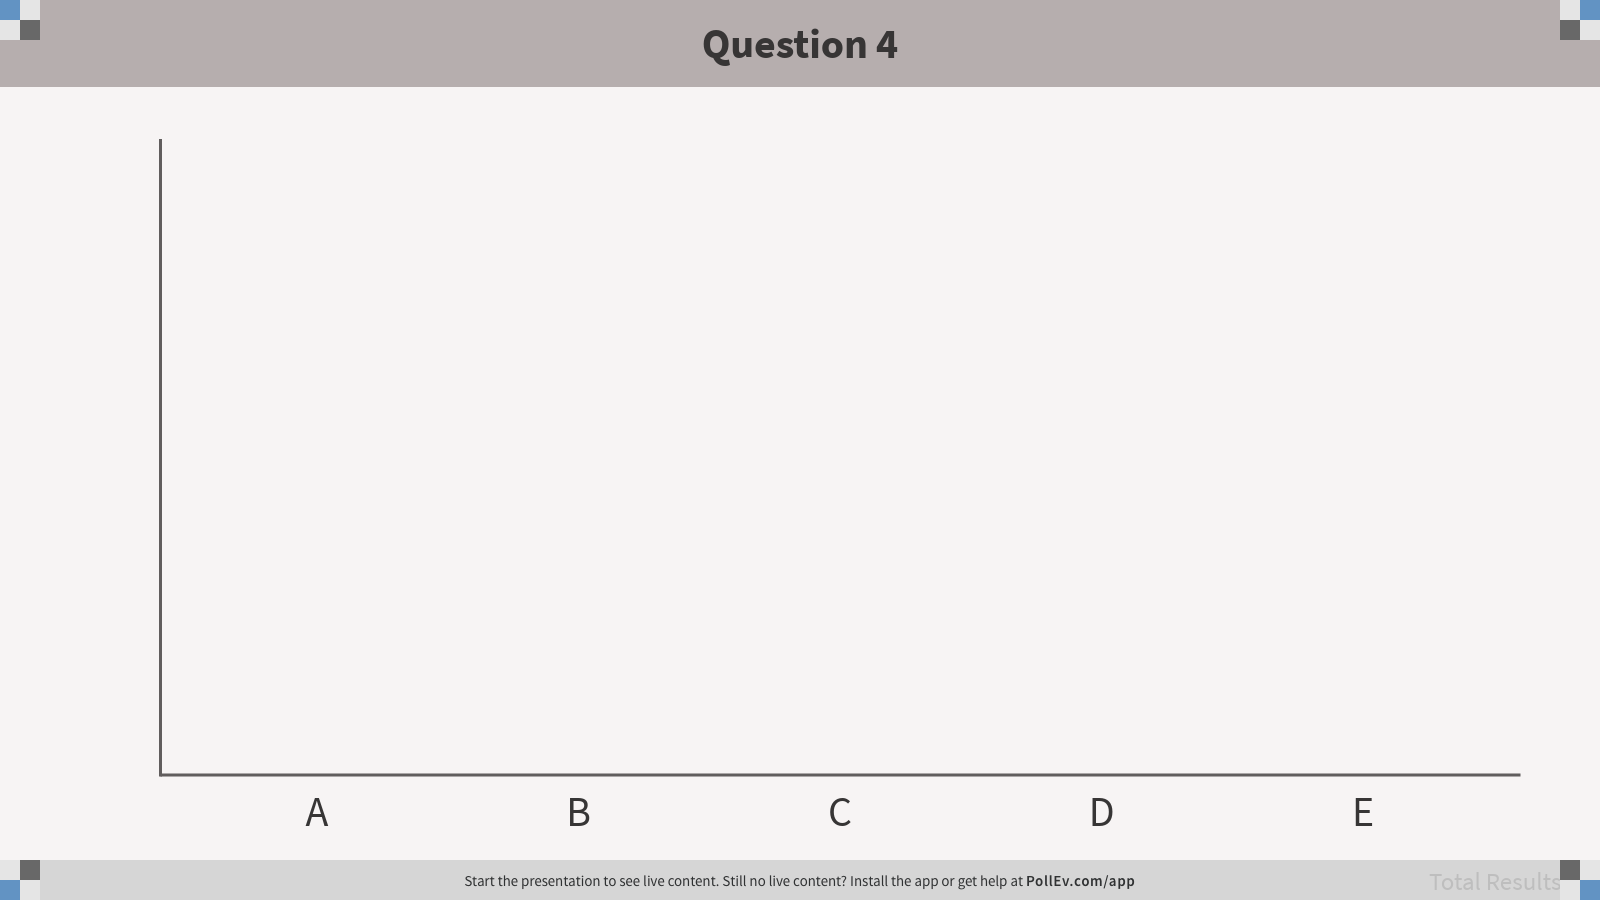 Question 4
A
B
C
D
E
Start the presentation to see live content. Still no live content? Install the app or get help at PollEv.com/app
Total Results